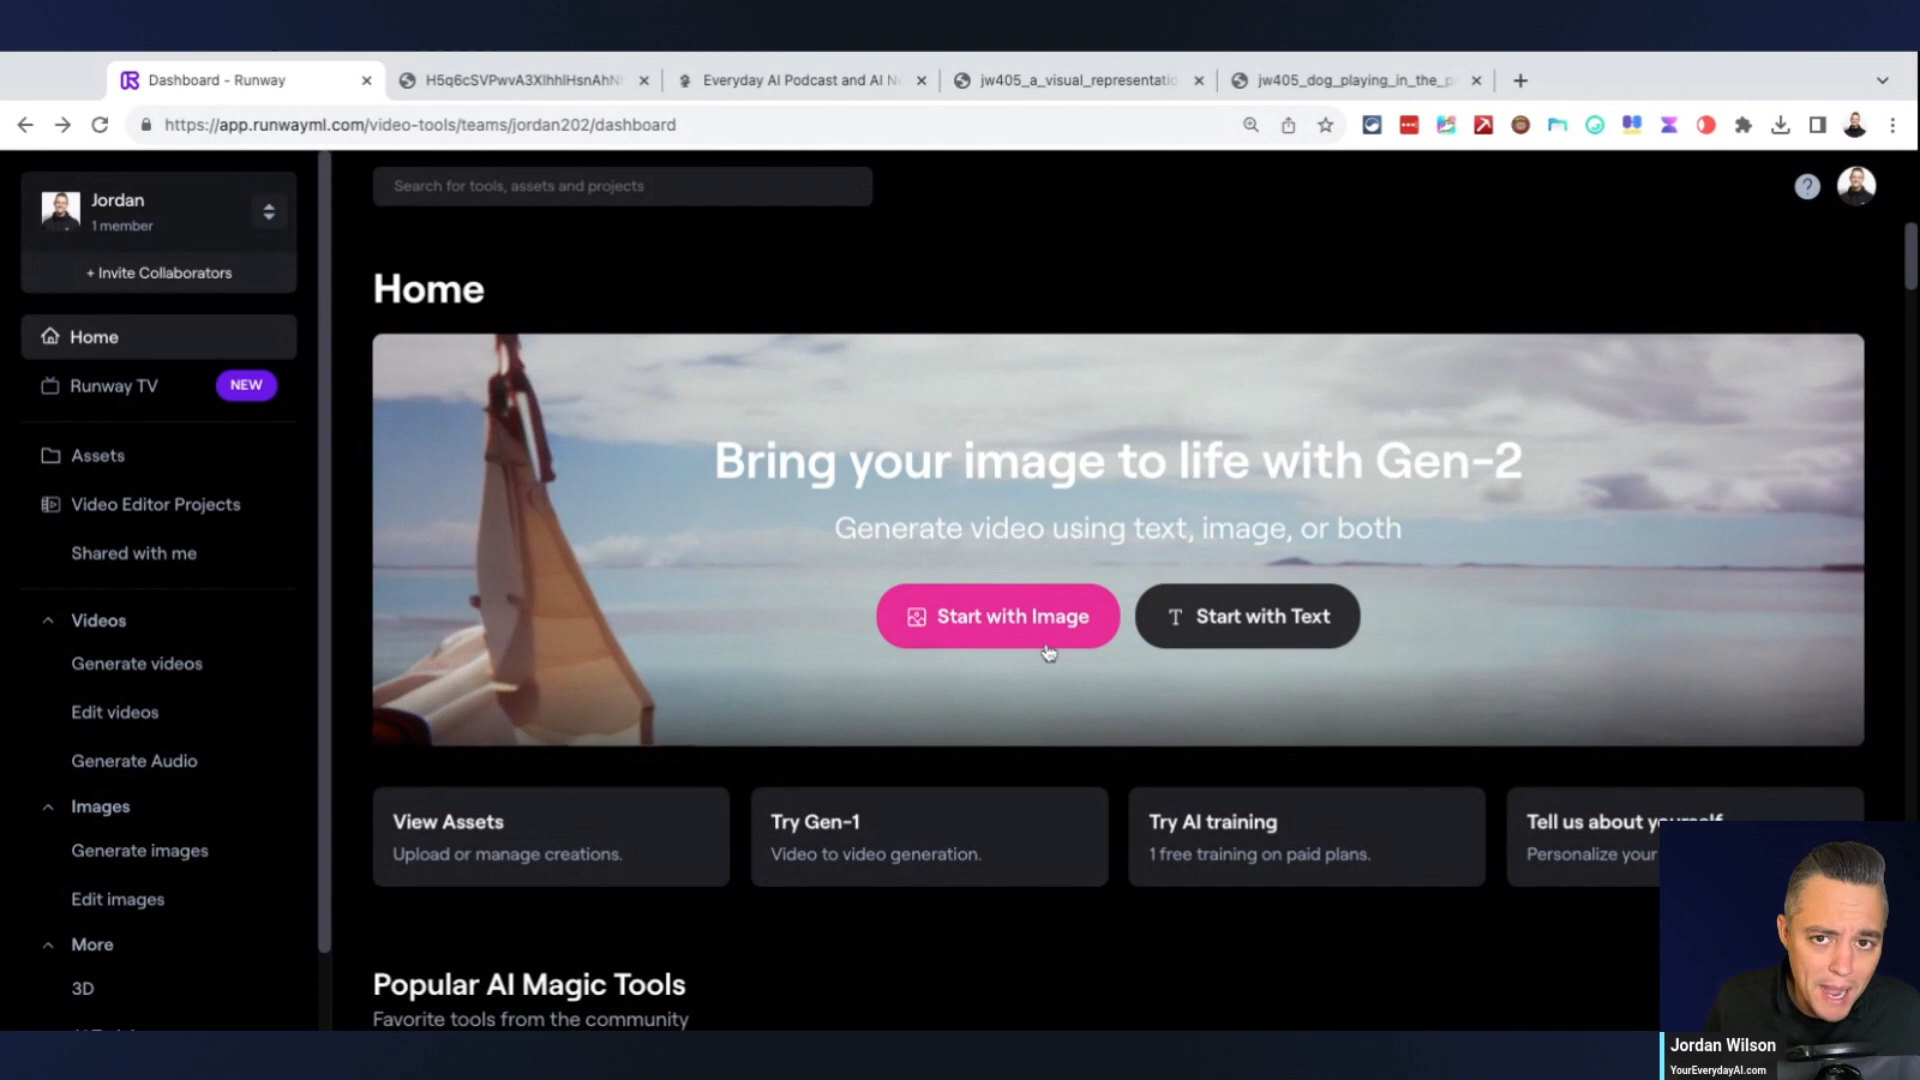 Dashboard - Runway
H5q6cSVPwvA3XlhhlHsnAhN
Everyday AI Podcast and AI Ne
jw405_a_visual_representatio
jw405_dog_playing_in_the_p
https://app.runwayml.com/video-tools/teams/jordan202/dashboard
Jordan
1 member
+ Invite Collaborators
Search for tools, assets and projects
?
Home
Runway TV
NEW
Assets
Video Editor Projects
Shared with me
Videos
Generate videos
Edit videos
Generate Audio
Images
Generate images
Edit images
More
3D
Home
Bring your image to life with Gen-2
Generate video using text, image, or both
Start with Image
T Start with Text
View Assets
Upload or manage creations.
Try Gen-1
Video to video generation.
Try AI training
1 free training on paid plans.
Tell us about yourself
Personalize your
Popular AI Magic Tools
Favorite tools from the community
Jordan Wilson
YourEverydayAI.com